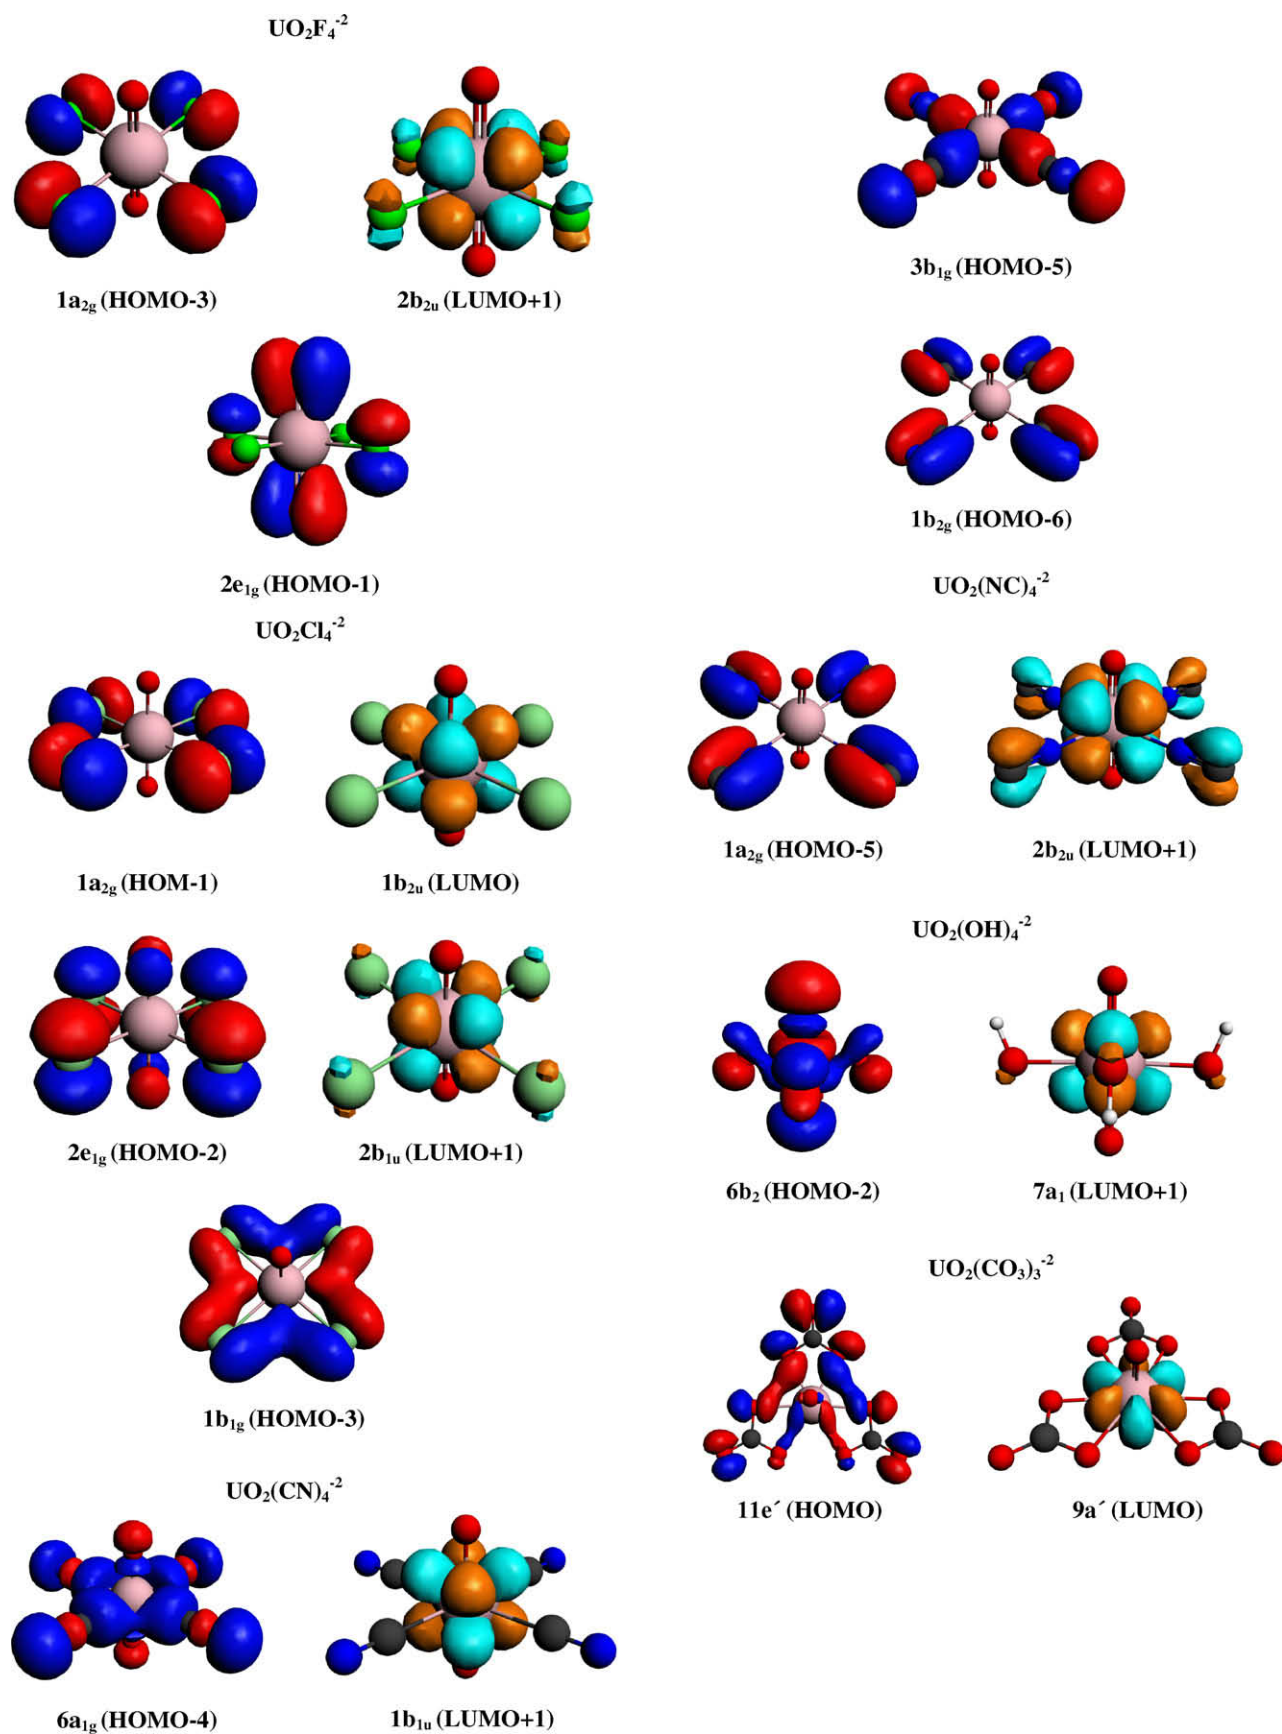 UO₂F₄⁻²
1a₂g (HOMO-3)
2b₂ᵤ (LUMO+1)
2e₁g (HOMO-1)
UO₂Cl₄⁻²
1a₂g (HOM-1)
1b₂ᵤ (LUMO)
2e₁g (HOMO-2)
2b₁ᵤ (LUMO+1)
1b₁g (HOMO-3)
UO₂(CN)₄⁻²
6a₁g (HOMO-4)
1b₁ᵤ (LUMO+1)
3b₁g (HOMO-5)
1b₂g (HOMO-6)
UO₂(NC)₄⁻²
1a₂g (HOMO-5)
2b₂ᵤ (LUMO+1)
UO₂(OH)₄⁻²
6b₂ (HOMO-2)
7a₁ (LUMO+1)
UO₂(CO₃)₃⁻²
11e´ (HOMO)
9a´ (LUMO)